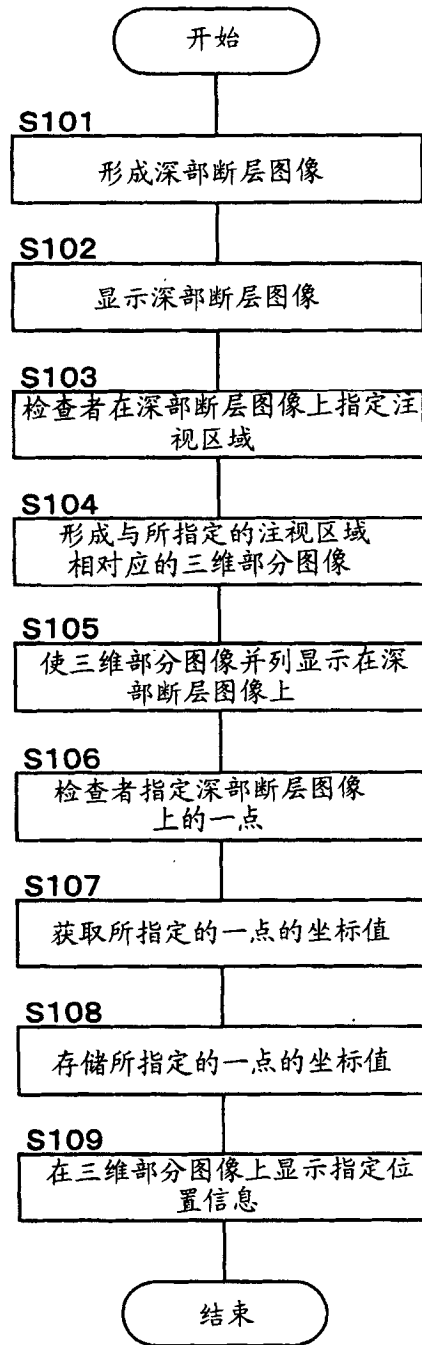 开始
S101
形成深部断层图像
S102
显示深部断层图像
S103
检查者在深部断层图像上指定注
视区域
S104
形成与所指定的注视区域
相对应的三维部分图像
S105
使三维部分图像并列显示在深
部断层图像上
S106
检查者指定深部断层图像
上的一点
S107
获取所指定的一点的坐标值
S108
存储所指定的一点的坐标值
S109
在三维部分图像上显示指定位
置信息
结束